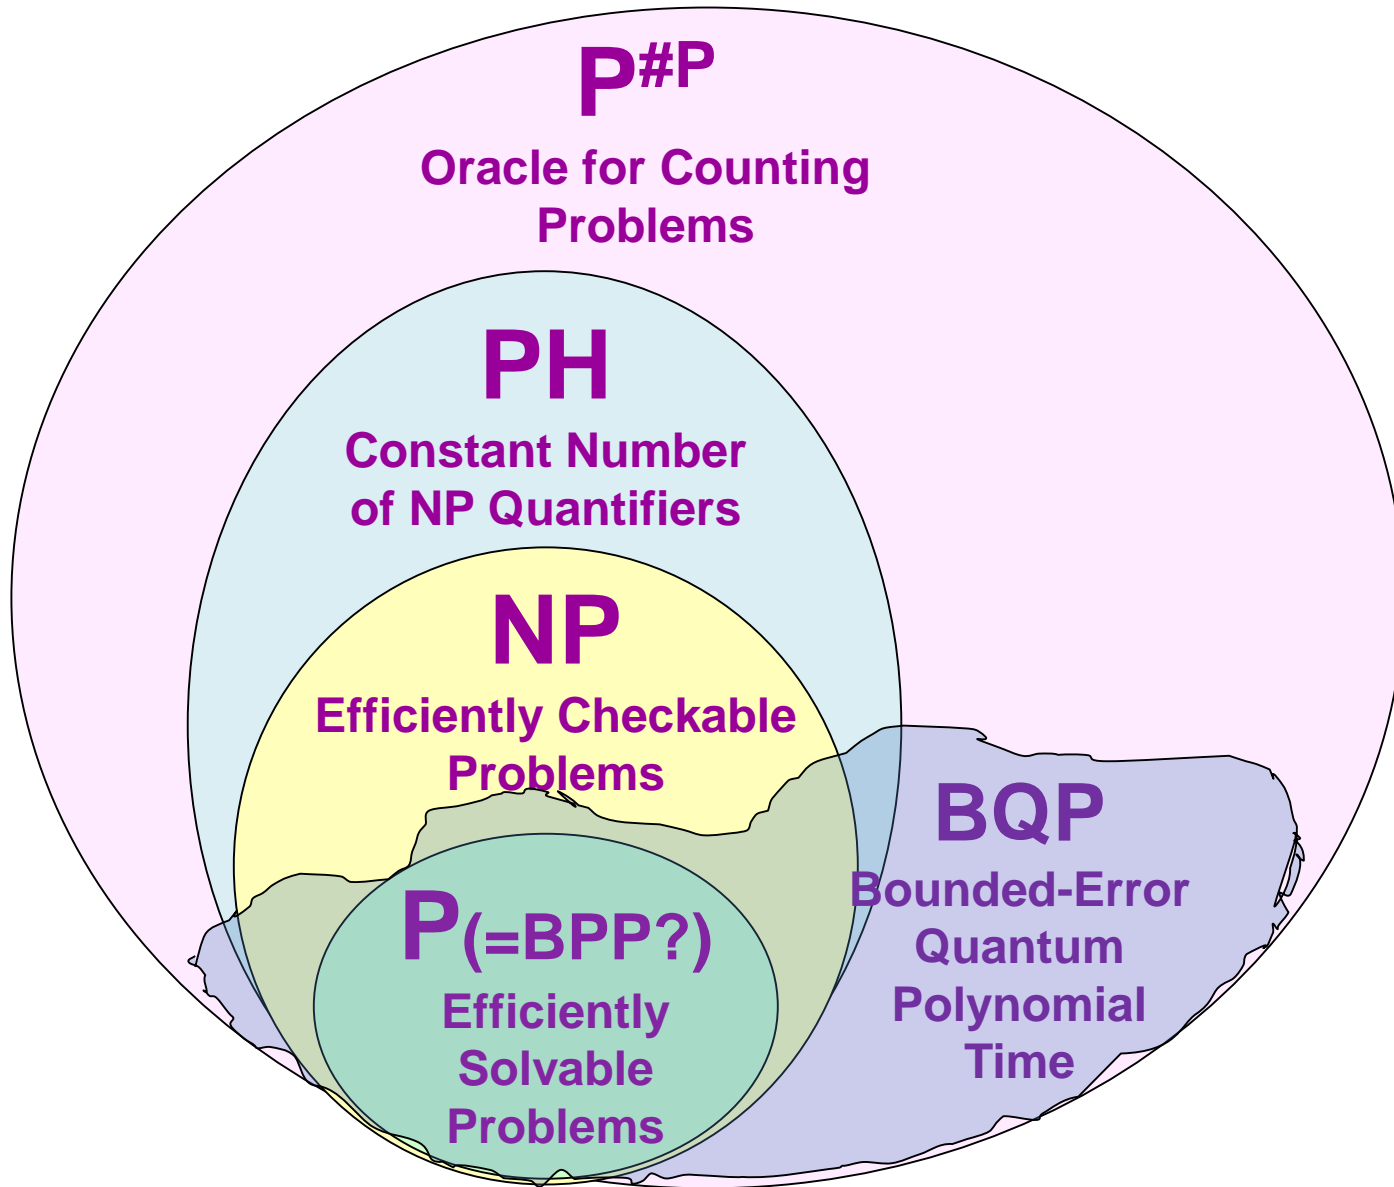 P#P
Oracle for Counting
Problems
PH
Constant Number
of NP Quantifiers
NP
Efficiently Checkable
Problems
P(=BPP?)
Efficiently
Solvable
Problems
BQP
Bounded-Error
Quantum
Polynomial
Time